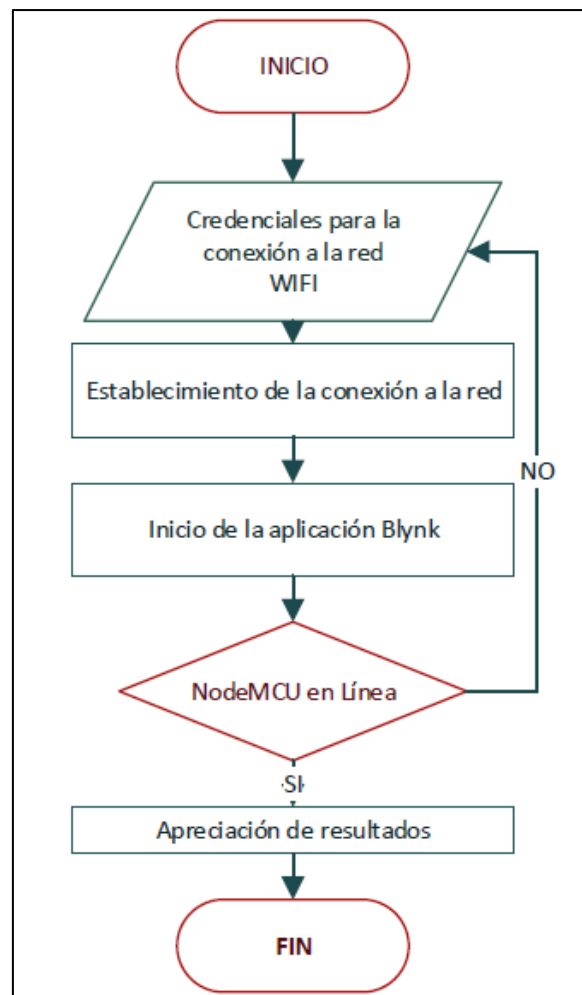 INICIO
Credenciales para la
conexión a la red
WIFI
Establecimiento de la conexión a la red
NO
Inicio de la aplicación Blynk
NodeMCU en Línea
SI
Apreciación de resultados
FIN